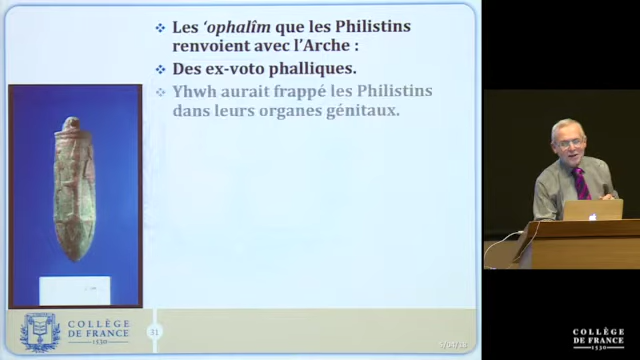 ❖ Les ‘ophalîm que les Philistins
renvoient avec l’Arche :
❖ Des ex-voto phalliques.
❖ Yhwh aurait frappé les Philistins
dans leurs organes génitaux.
COLLÈGE
DE FRANCE
1530
31
COLLÈGE
DE FRANCE
1530